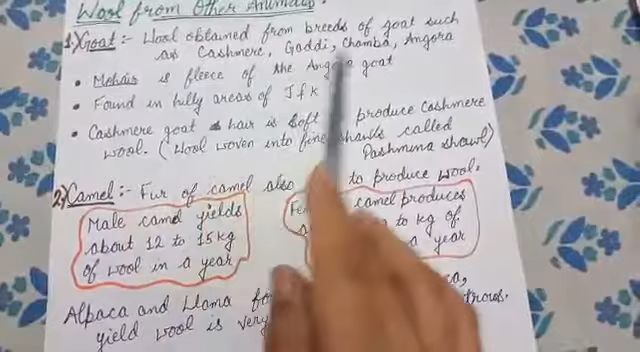 Wool from Other Animals
1.) Goat :- Wool obtained from breeds of goat such
as Cashmere, Gaddi, Chamba, Angora
• Mohair is fleece of the Angora goat
• Found in hilly areas of J&K
• Cashmere goat hair is soft produce cashmere
wool. (Wool woven into fine shawls called
Pashmina shawl)
2.) Camel :- Fur of camel also to produce wool.
Male camel yields
about 12 to 15kg
of wool in a year
camel produces
to kg of
a year
Alpaca and Llama
yield wool is very